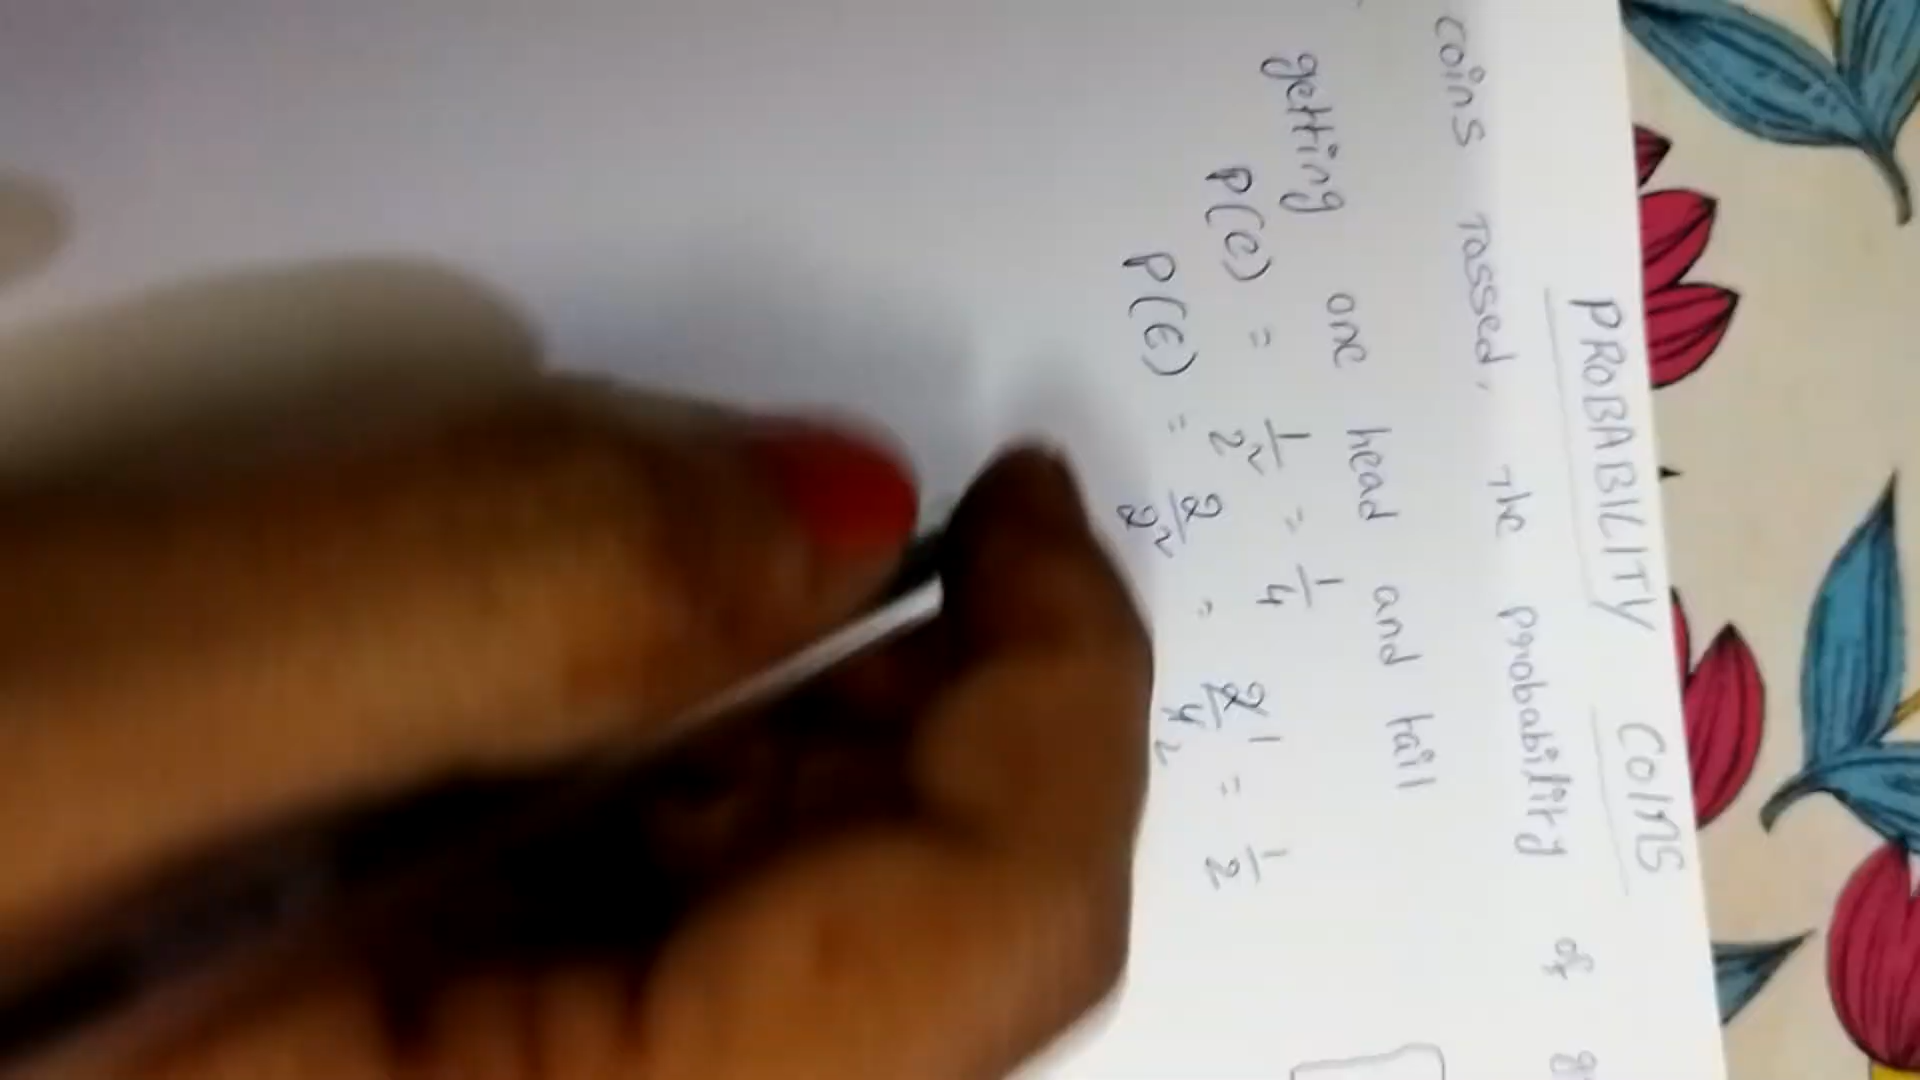 PROBABILITY COINS
coins Tossed, The probability of
getting one head and tail
P(e) = 1/2² = 1/4
P(E) = 2/2² = 2/4 = 1/2